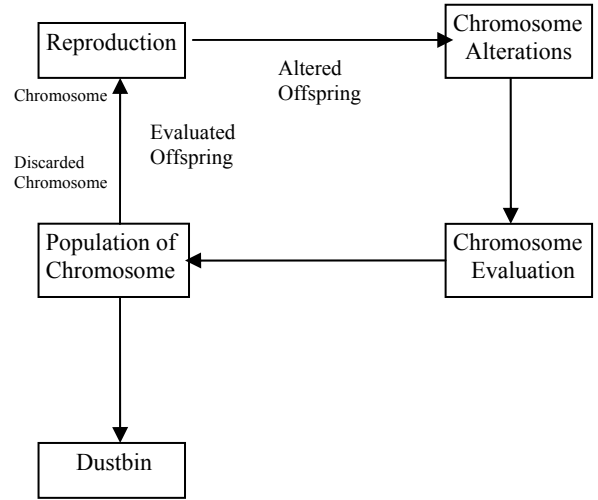 Reproduction
Chromosome
Alterations
Altered
Offspring
Chromosome
Evaluated
Offspring
Discarded
Chromosome
Population of
Chromosome
Chromosome
Evaluation
Dustbin